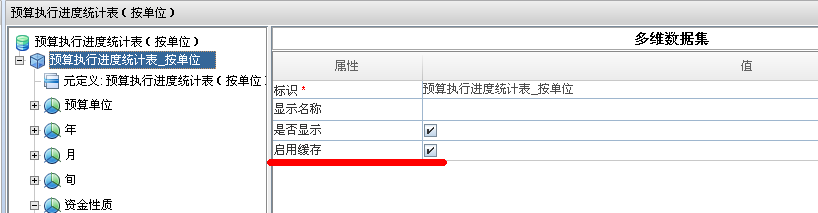 预算执行进度统计表（按单位）
预算执行进度统计表（按单位）
预算执行进度统计表_按单位
元定义: 预算执行进度统计表（按单位）
预算单位
年
月
旬
资金性质
多维数据集
属性 值
标识 * 预算执行进度统计表_按单位
显示名称
是否显示
启用缓存